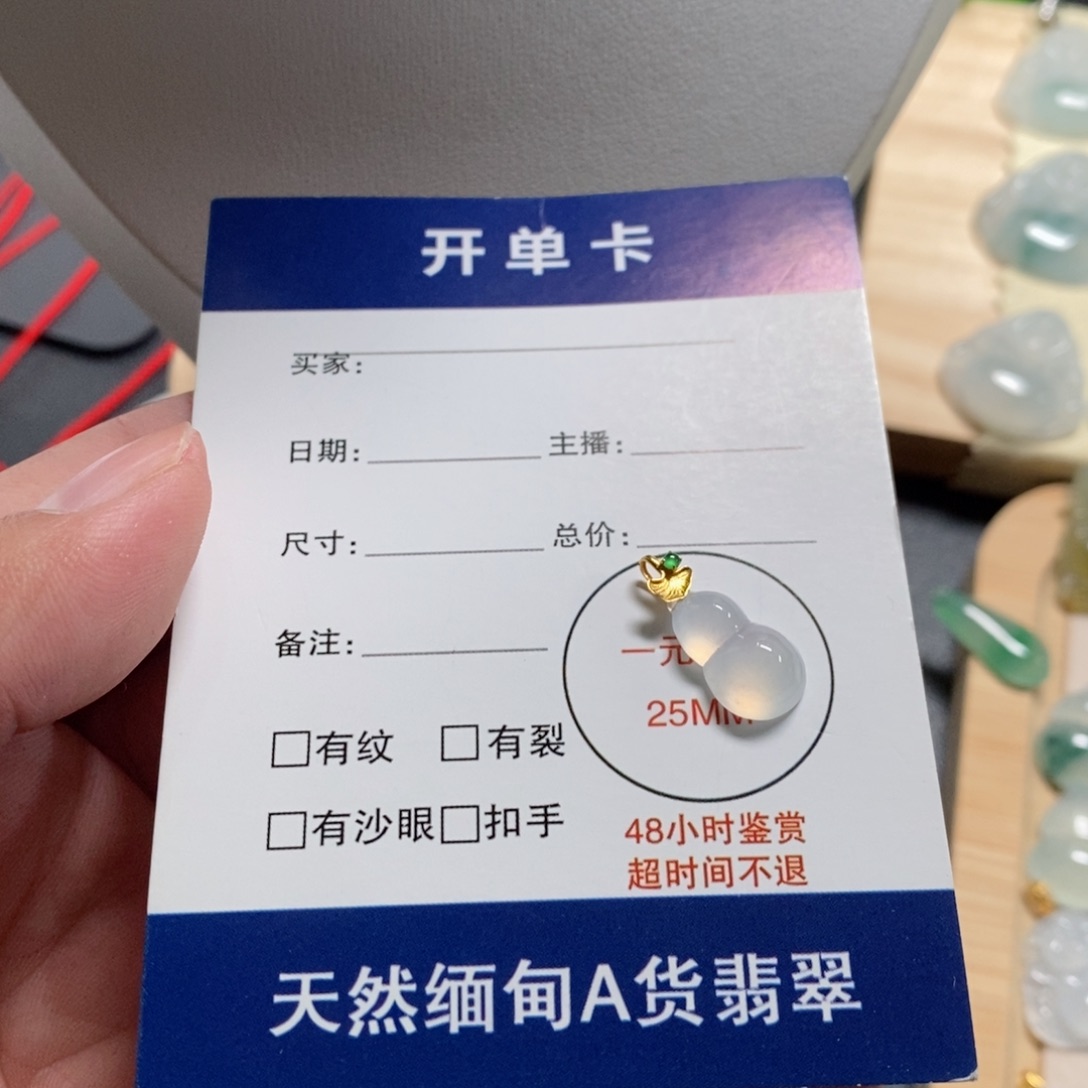 开单卡
买家:
日期: 主播:
尺寸: 总价:
备注:
一元
25MM
有纹 有裂
有沙眼 扣手
48小时鉴赏
超时间不退
天然缅甸A货翡翠